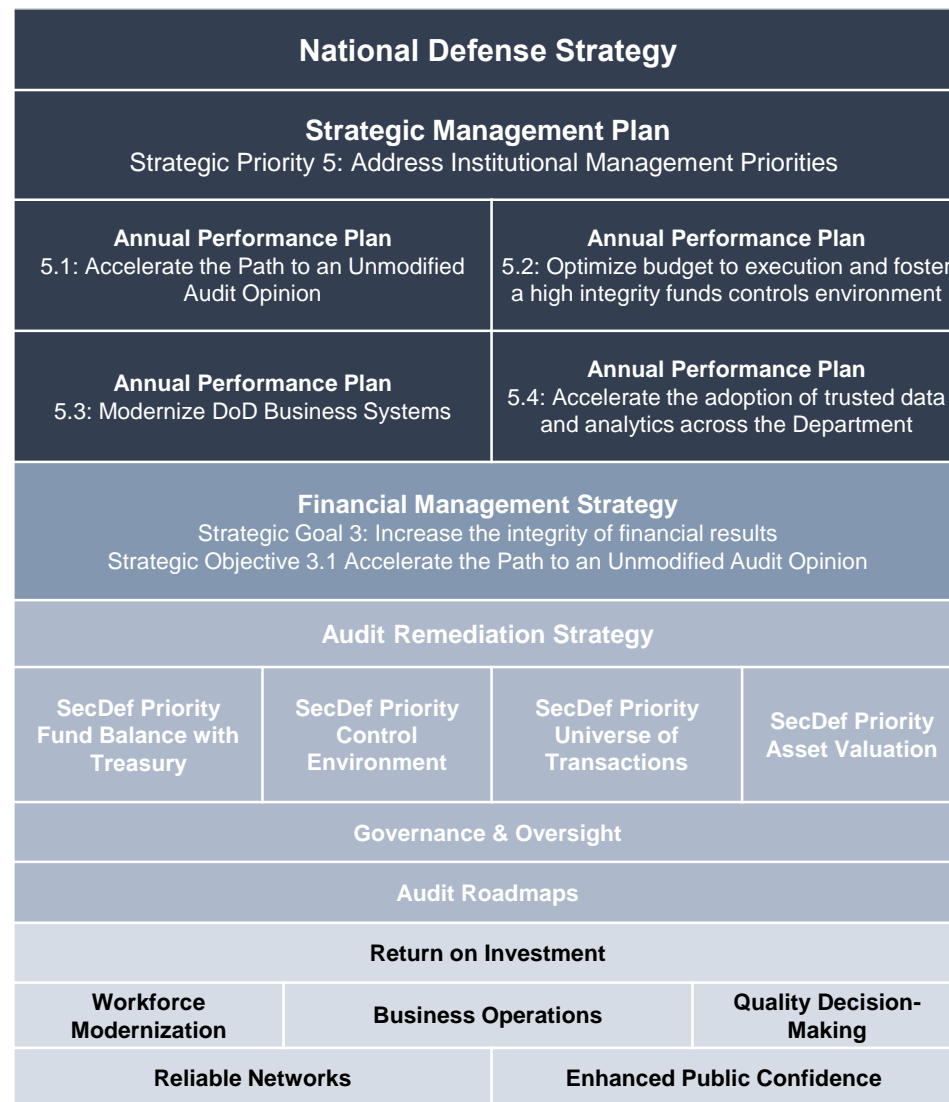 National Defense Strategy
Strategic Management Plan
Strategic Priority 5: Address Institutional Management Priorities
Annual Performance Plan
5.1: Accelerate the Path to an Unmodified
Audit Opinion
Annual Performance Plan
5.2: Optimize budget to execution and foster
a high integrity funds controls environment
Annual Performance Plan
5.3: Modernize DoD Business Systems
Annual Performance Plan
5.4: Accelerate the adoption of trusted data
and analytics across the Department
Financial Management Strategy
Strategic Goal 3: Increase the integrity of financial results
Strategic Objective 3.1 Accelerate the Path to an Unmodified Audit Opinion
Audit Remediation Strategy
SecDef Priority
Fund Balance with
Treasury
SecDef Priority
Control
Environment
SecDef Priority
Universe of
Transactions
SecDef Priority
Asset Valuation
Governance & Oversight
Audit Roadmaps
Return on Investment
Workforce
Modernization
Business Operations
Quality Decision-
Making
Reliable Networks
Enhanced Public Confidence